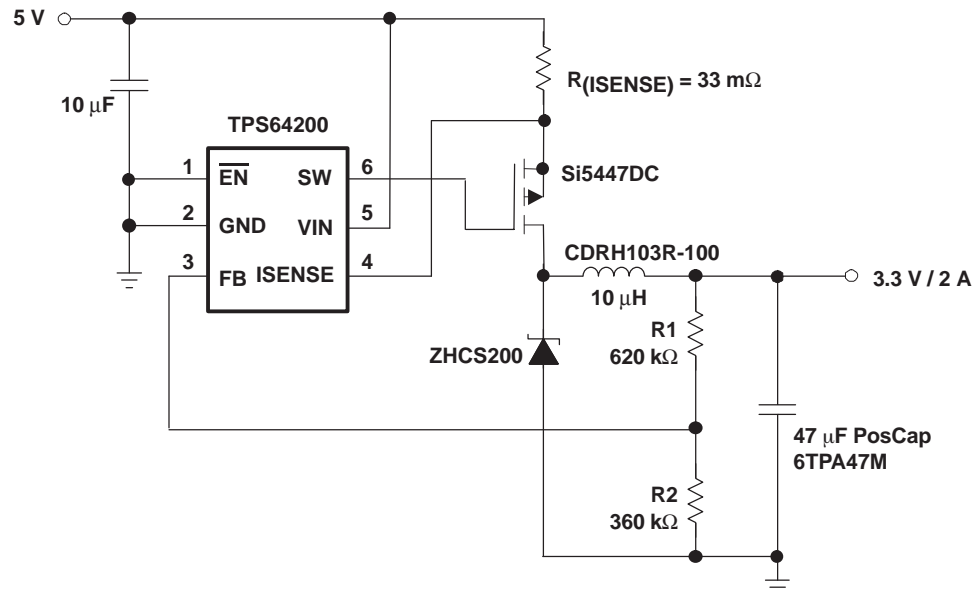 5 V
R(ISENSE) = 33 mΩ
10 μF
TPS64200
1
EN
SW
6
Si5447DC
2
GND
VIN
5
3
FB
ISENSE
4
CDRH103R-100
10 μH
3.3 V / 2 A
R1
620 kΩ
ZHCS200
47 μF PosCap
6TPA47M
R2
360 kΩ